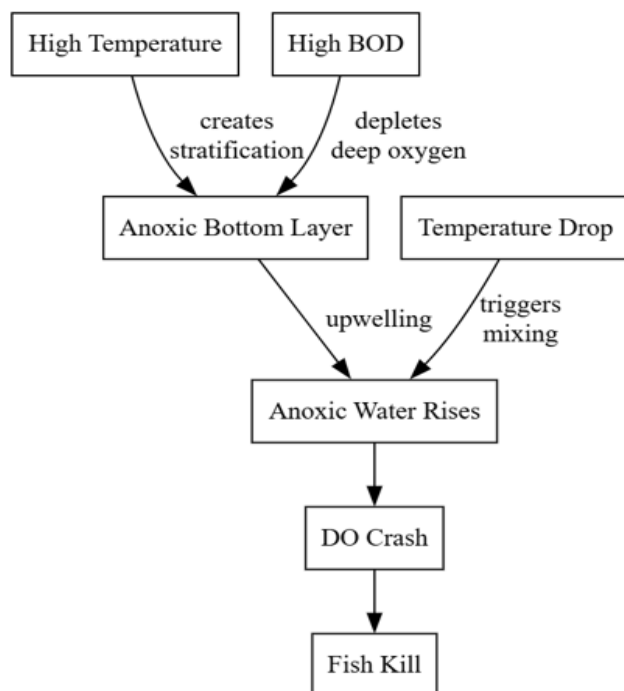 High Temperature
High BOD
creates
stratification
depletes
deep oxygen
Anoxic Bottom Layer
Temperature Drop
upwelling
triggers
mixing
Anoxic Water Rises
DO Crash
Fish Kill